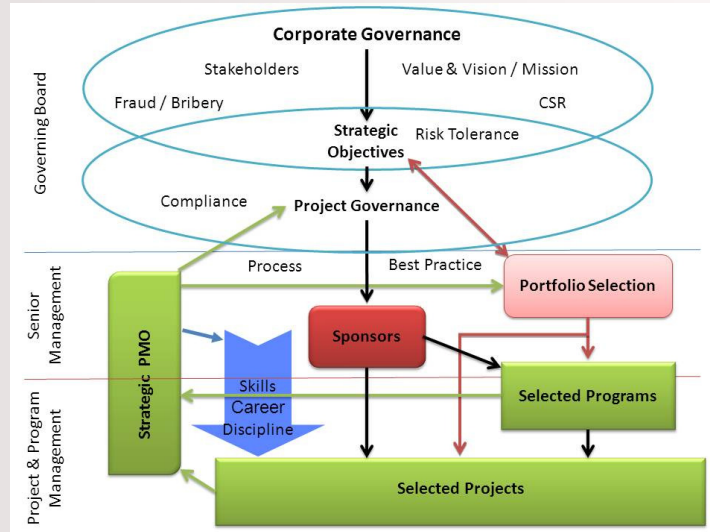 Corporate Governance
Stakeholders
Value & Vision / Mission
Fraud / Bribery
CSR
Strategic
Objectives
Risk Tolerance
Compliance
Project Governance
Governing Board
Process
Best Practice
Portfolio Selection
Senior
Management
Sponsors
Strategic PMO
Skills
Career
Discipline
Selected Programs
Project & Program
Management
Selected Projects